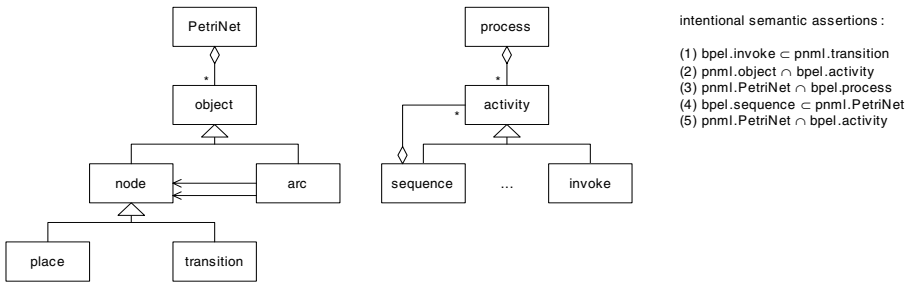 PetriNet
*
object
node
arc
place
transition
process
*
activity
*
sequence
...
invoke
intentional semantic assertions :
(1) bpel.invoke ⊂ pnml.transition
(2) pnml.object ∩ bpel.activity
(3) pnml.PetriNet ∩ bpel.process
(4) bpel.sequence ⊂ pnml.PetriNet
(5) pnml.PetriNet ∩ bpel.activity